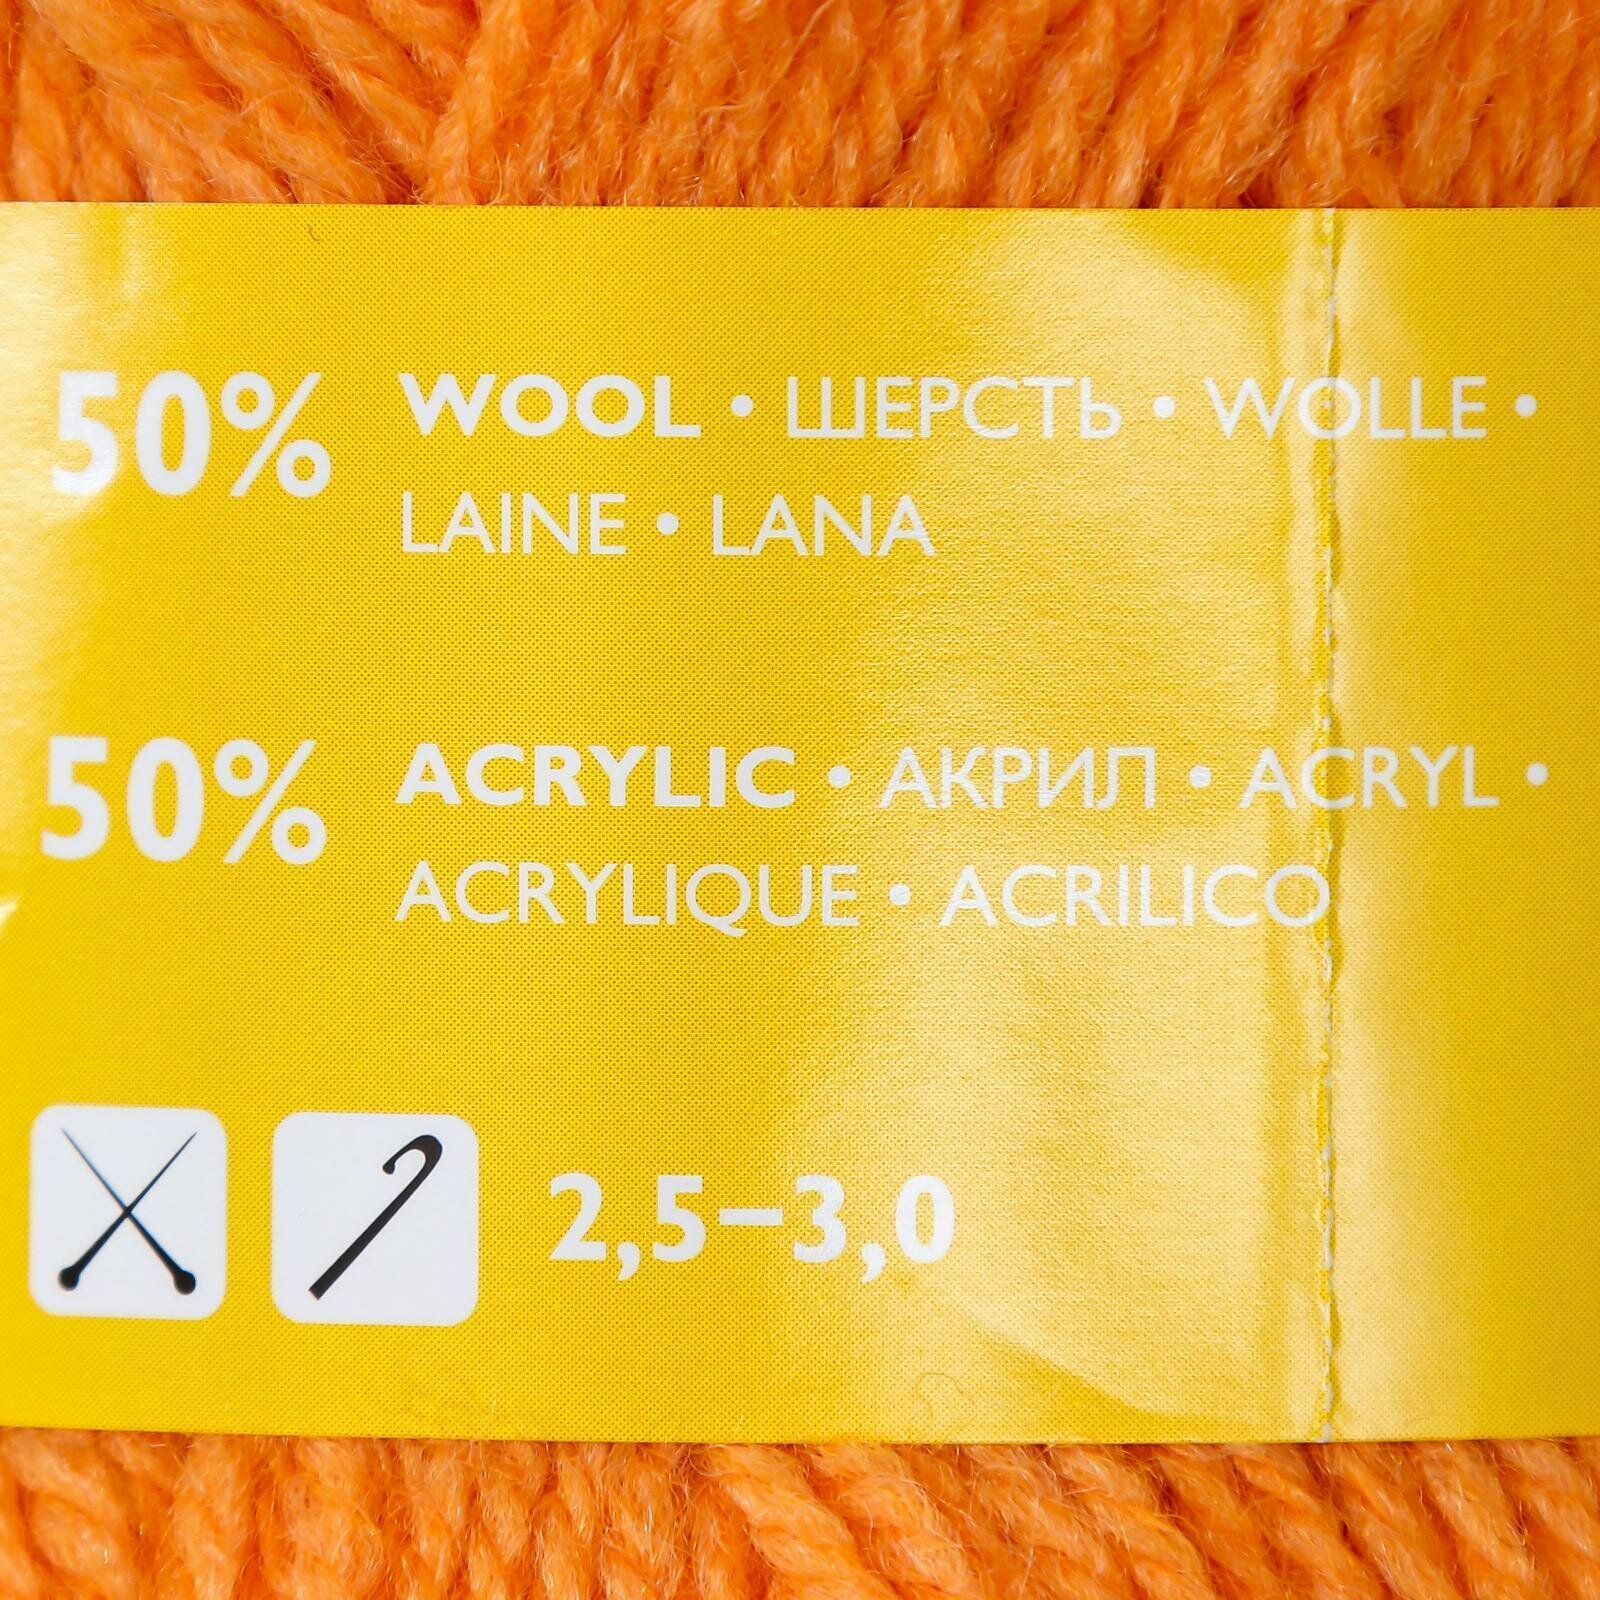 50% WOOL • ШЕРСТЬ • WOLLE •
LAINE • LANA
50% ACRYLIC • АКРИЛ • ACRYL •
ACRYLIQUE • ACRILICO
2,5–3,0